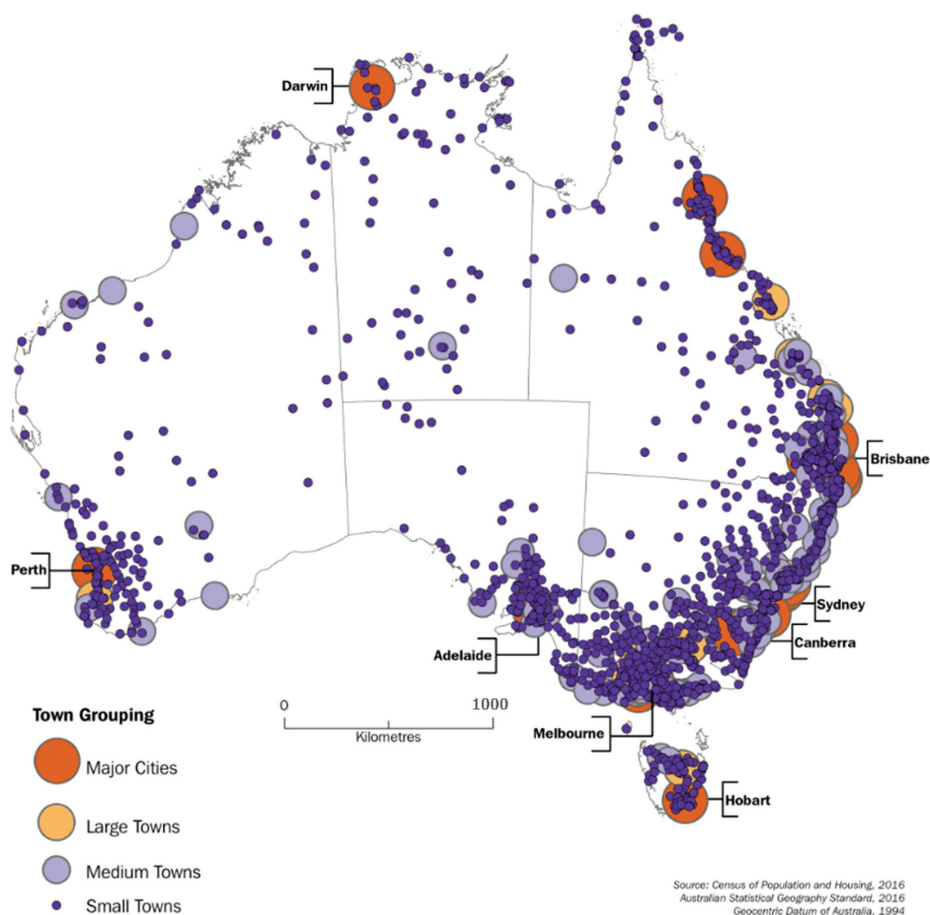 Darwin
Brisbane
Perth
Sydney
Canberra
Adelaide
Melbourne
Hobart
0 1000
Kilometres
Town Grouping
Major Cities
Large Towns
Medium Towns
Small Towns
Source: Census of Population and Housing, 2016
Australian Statistical Geography Standard, 2016
Geocentric Datum of Australia, 1994